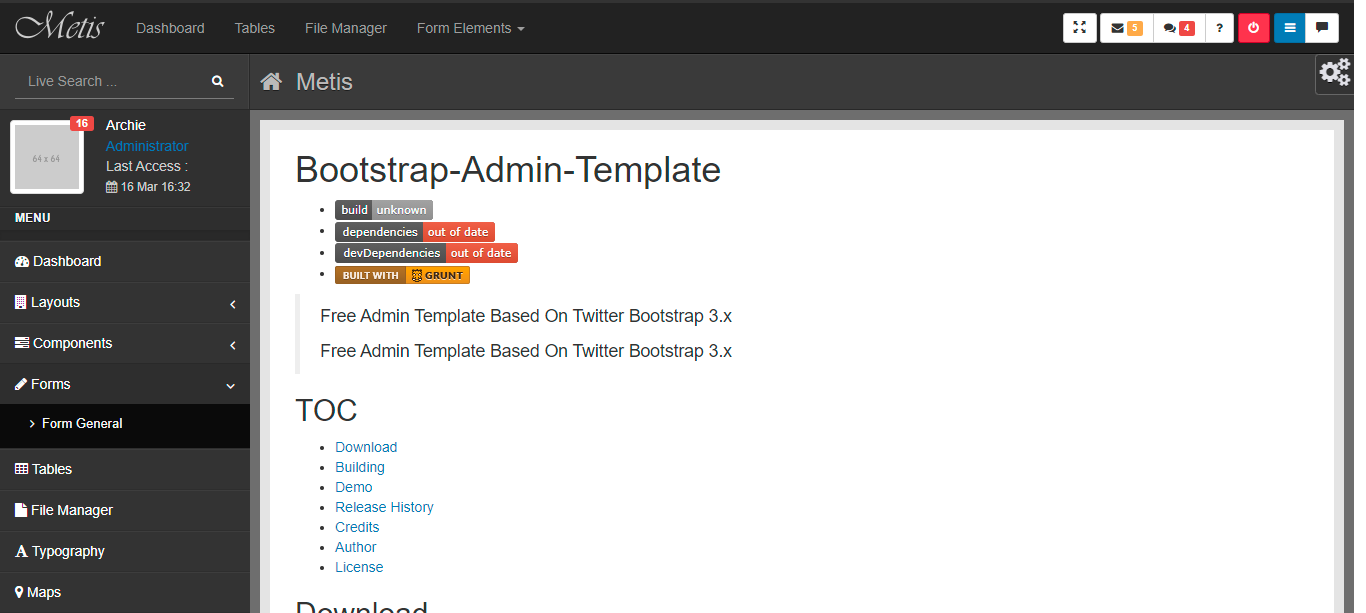 Metis
Dashboard
Tables
File Manager
Form Elements
5
4
?
Live Search ...
Metis
64 x 64
16
Archie
Administrator
Last Access :
16 Mar 16:32
MENU
Dashboard
Layouts
Components
Forms
Form General
Tables
File Manager
Typography
Maps
Bootstrap-Admin-Template
build unknown
dependencies out of date
devDependencies out of date
BUILT WITH GRUNT
Free Admin Template Based On Twitter Bootstrap 3.x
Free Admin Template Based On Twitter Bootstrap 3.x
TOC
Download
Building
Demo
Release History
Credits
Author
License
Download